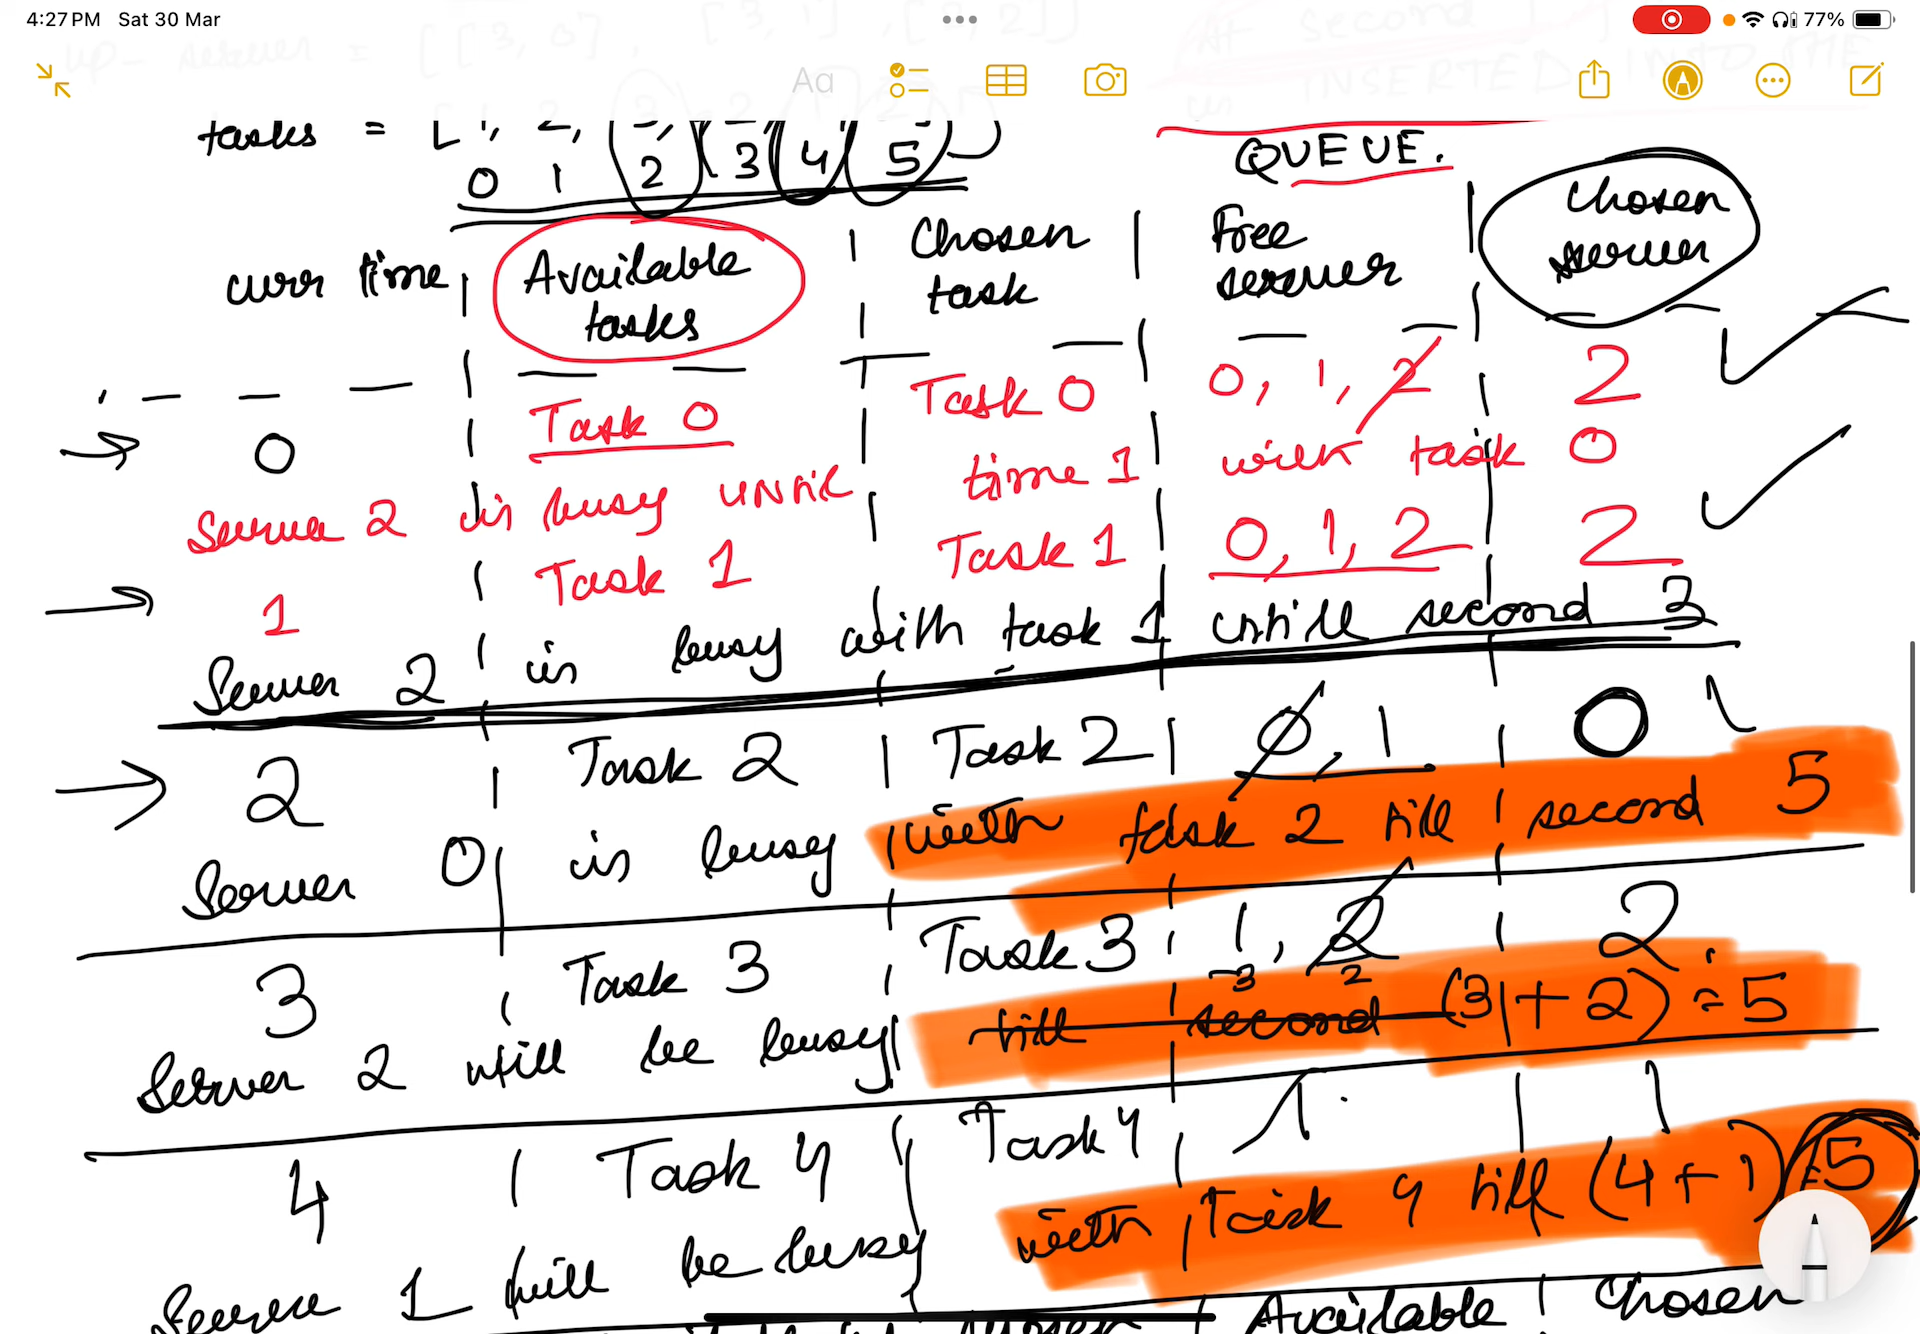 4:27 PM Sat 30 Mar
77%
Aa
tasks =
0 1 2 3 4 5
QUEUE.
curr time Available tasks Chosen task Free server Chosen server
0 Task 0 Task 0 0, 1, 2 2
Server 2 is busy until time 1 with task 0
1 Task 1 Task 1 0, 1, 2 2
Server 2 is busy with task 1 until second 3
2 Task 2 Task 2 0, 1 0
Server 0 is busy with task 2 till second 5
3 Task 3 Task 3 1, 2 2
3 2
Server 2 will be busy till second (3+2) = 5
4 Task 4 Task 4 1 1
Server 1 will be busy with Task 4 till (4+1) = 5
Available Chosen